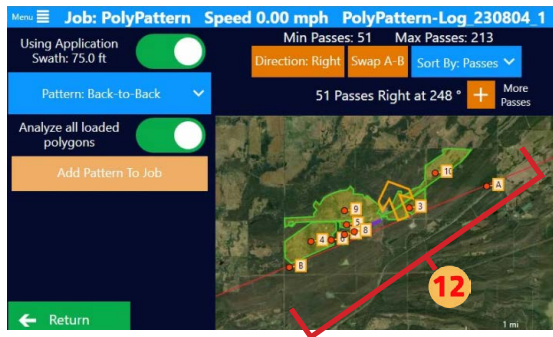 Menu Job: PolyPattern Speed 0.00 mph PolyPattern-Log_230804_1
Using Application
Swath: 75.0 ft
Min Passes: 51 Max Passes: 213
Direction: Right Swap A-B Sort By: Passes
Pattern: Back-to-Back
51 Passes Right at 248 ° + More
Passes
Analyze all loaded
polygons
Add Pattern To Job
10
A
9
3
5
8
4
6
B
12
Return
1 mi